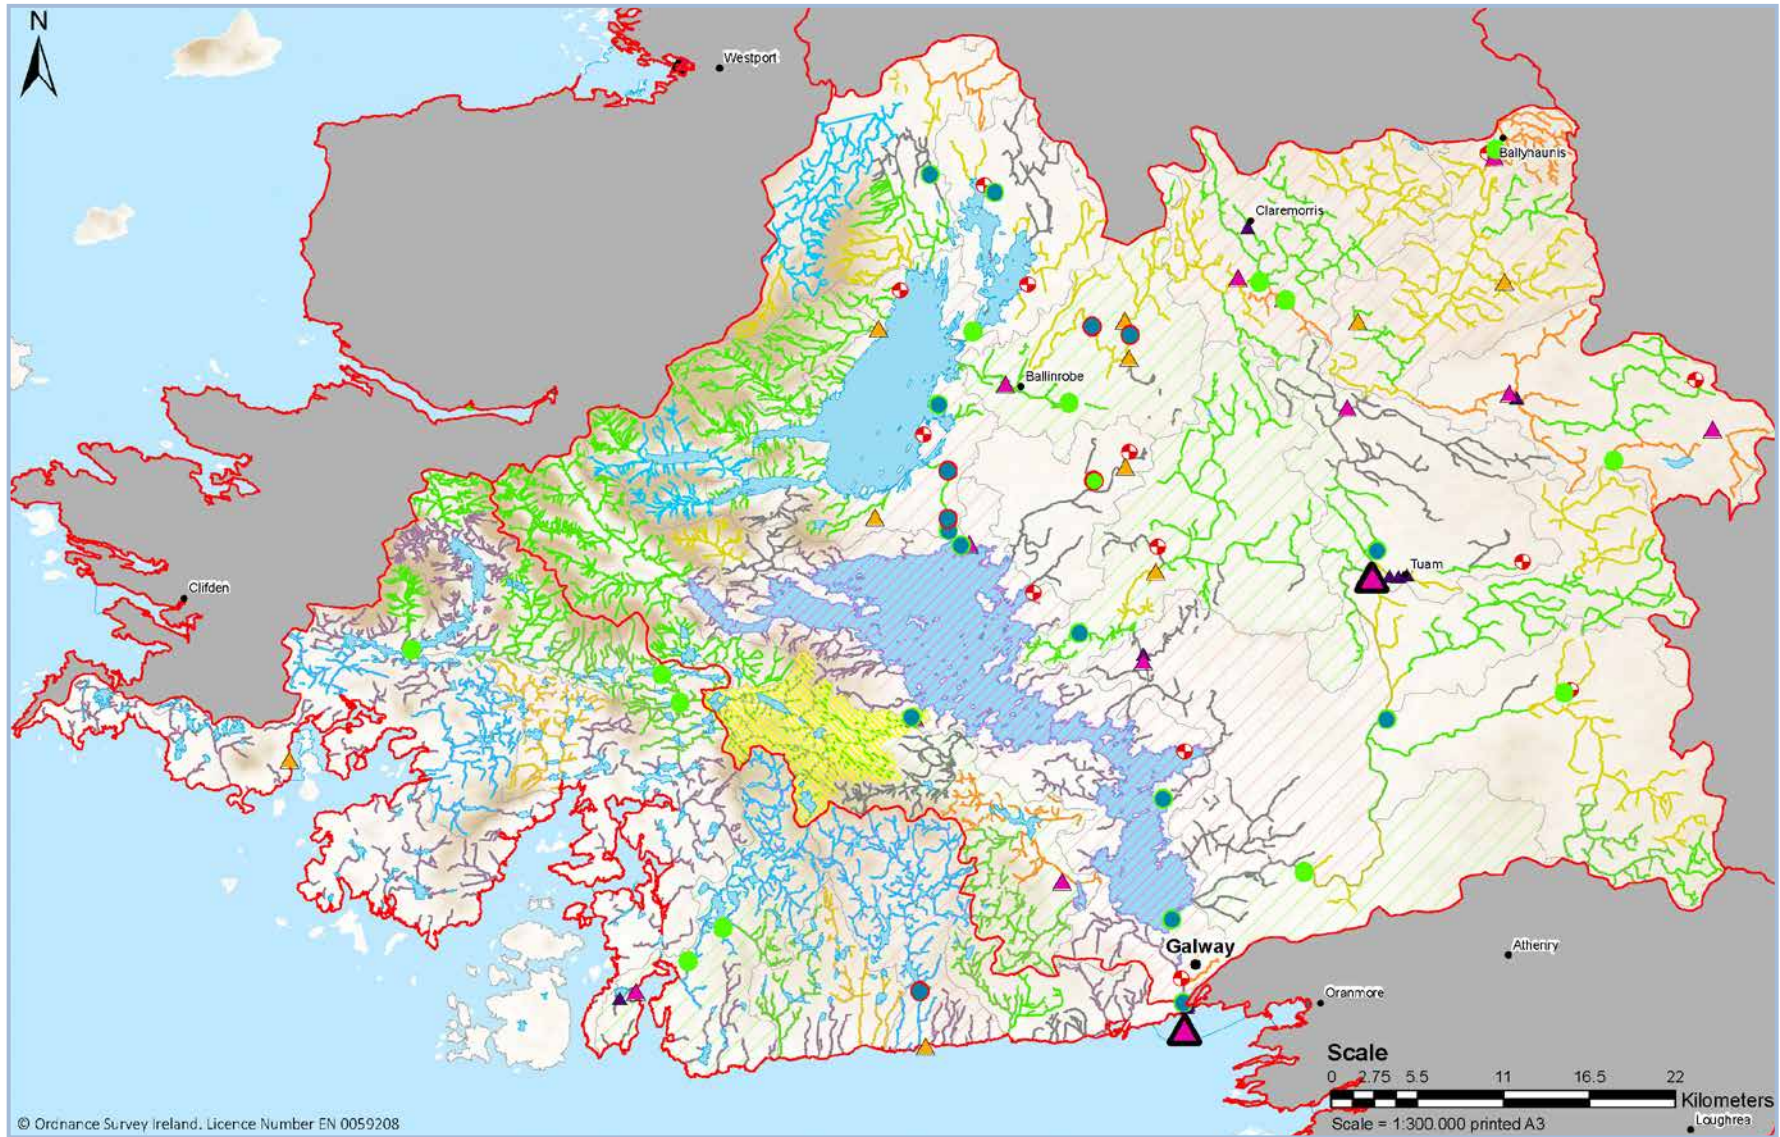 N
Westport
Ballyhaunis
Claremorris
Ballinrobe
Clifden
Tuam
Galway
Athenry
Oranmore
Scale
0 2.75 5.5 11 16.5 22
Kilometers
Scale = 1:300.000 printed A3
Loughrea
© Ordnance Survey Ireland. Licence Number EN 0059208